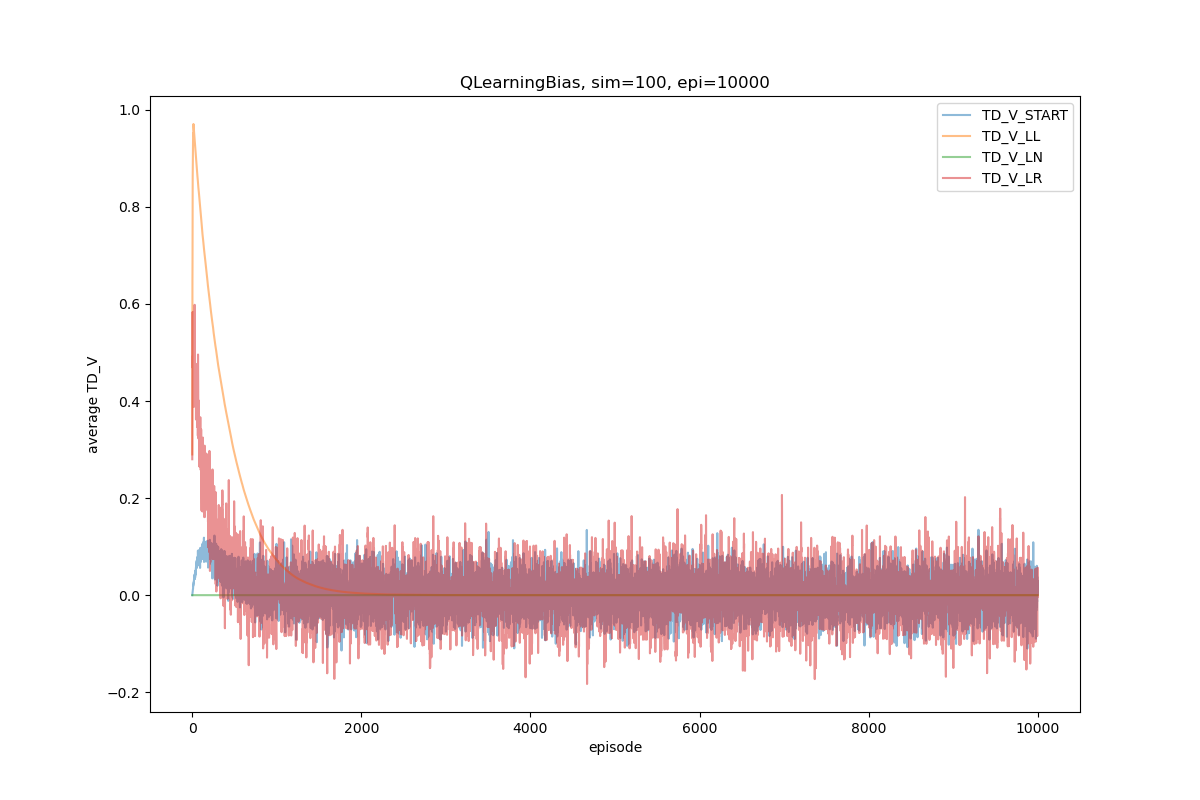 QLearningBias, sim=100, epi=10000
1.0
0.8
0.6
0.4
0.2
0.0
−0.2
average TD_V
TD_V_START
TD_V_LL
TD_V_LN
TD_V_LR
0
2000
4000
6000
8000
10000
episode